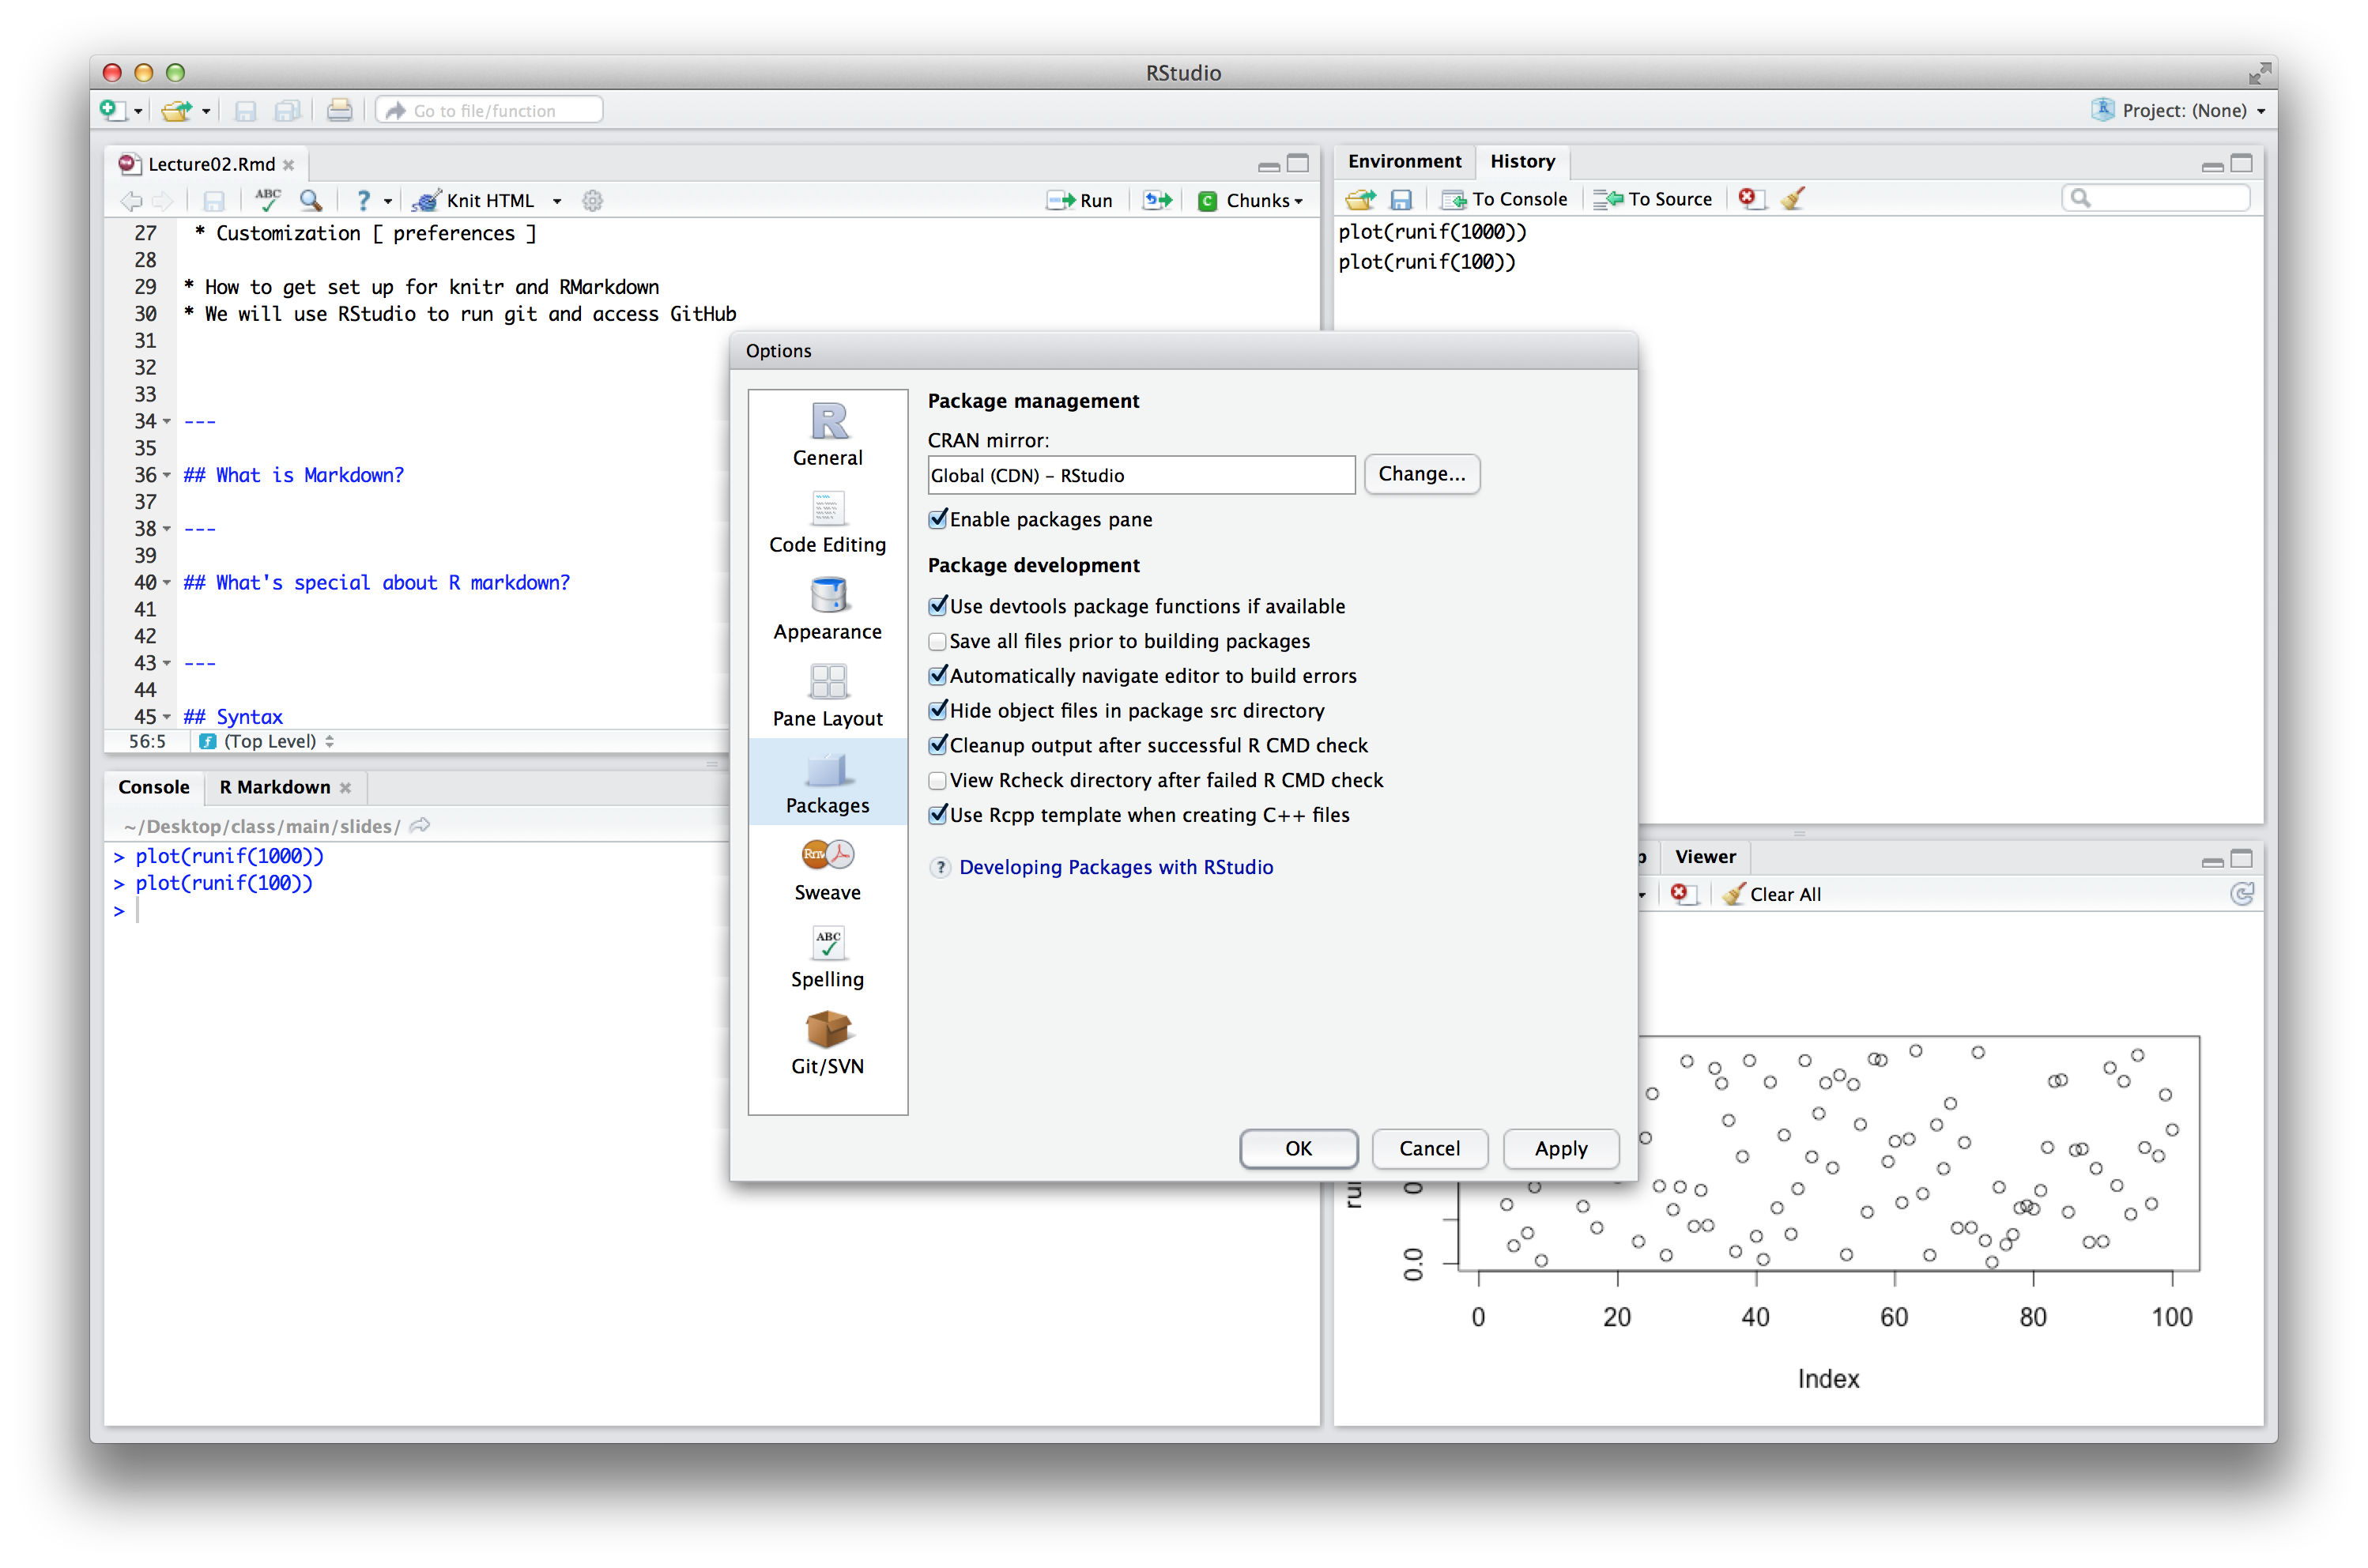 RStudio
Go to file/function
Project: (None)
Lecture02.Rmd
ABC
?
Knit HTML
Run
C Chunks
27 * Customization [ preferences ]
28
29 * How to get set up for knitr and RMarkdown
30 * We will use RStudio to run git and access GitHub
31
32
33
34 ---
35
36 ## What is Markdown?
37
38 ---
39
40 ## What's special about R markdown?
41
42
43 ---
44
45 ## Syntax
56:5 (Top Level)
Console
R Markdown
~/Desktop/class/main/slides/
> plot(runif(1000))
> plot(runif(100))
>
Environment
History
To Console
To Source
plot(runif(1000))
plot(runif(100))
Options
R
General
Code Editing
Appearance
Pane Layout
Packages
Rnw
Sweave
ABC
Spelling
Git/SVN
Package management
CRAN mirror:
Global (CDN) – RStudio
Change...
Enable packages pane
Package development
Use devtools package functions if available
Save all files prior to building packages
Automatically navigate editor to build errors
Hide object files in package src directory
Cleanup output after successful R CMD check
View Rcheck directory after failed R CMD check
Use Rcpp template when creating C++ files
? Developing Packages with RStudio
OK
Cancel
Apply
Viewer
Clear All
0.0
0 20 40 60 80 100
Index